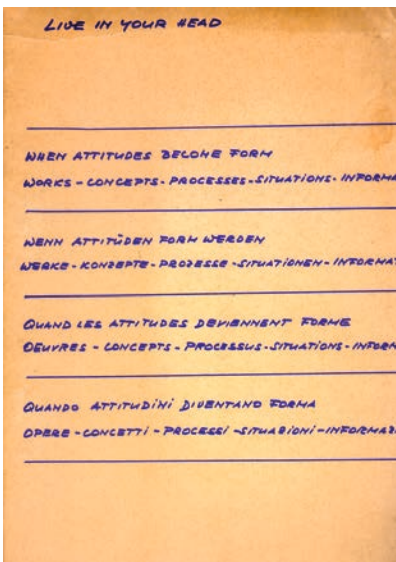 LIVE IN YOUR HEAD
WHEN ATTITUDES BECOME FORM
WORKS - CONCEPTS - PROCESSES - SITUATIONS - INFORMA
WENN ATTITÜDEN FORM WERDEN
WERKE - KONZEPTE - PROZESSE - SITUATIONEN - INFORMAT
QUAND LES ATTITUDES DEVIENNENT FORME
OEUVRES - CONCEPTS - PROCESSUS - SITUATIONS - INFORM
QUANDO ATTITUDINI DIVENTANO FORMA
OPERE - CONCETTI - PROCESSI - SITUAZIONI - INFORMAZ